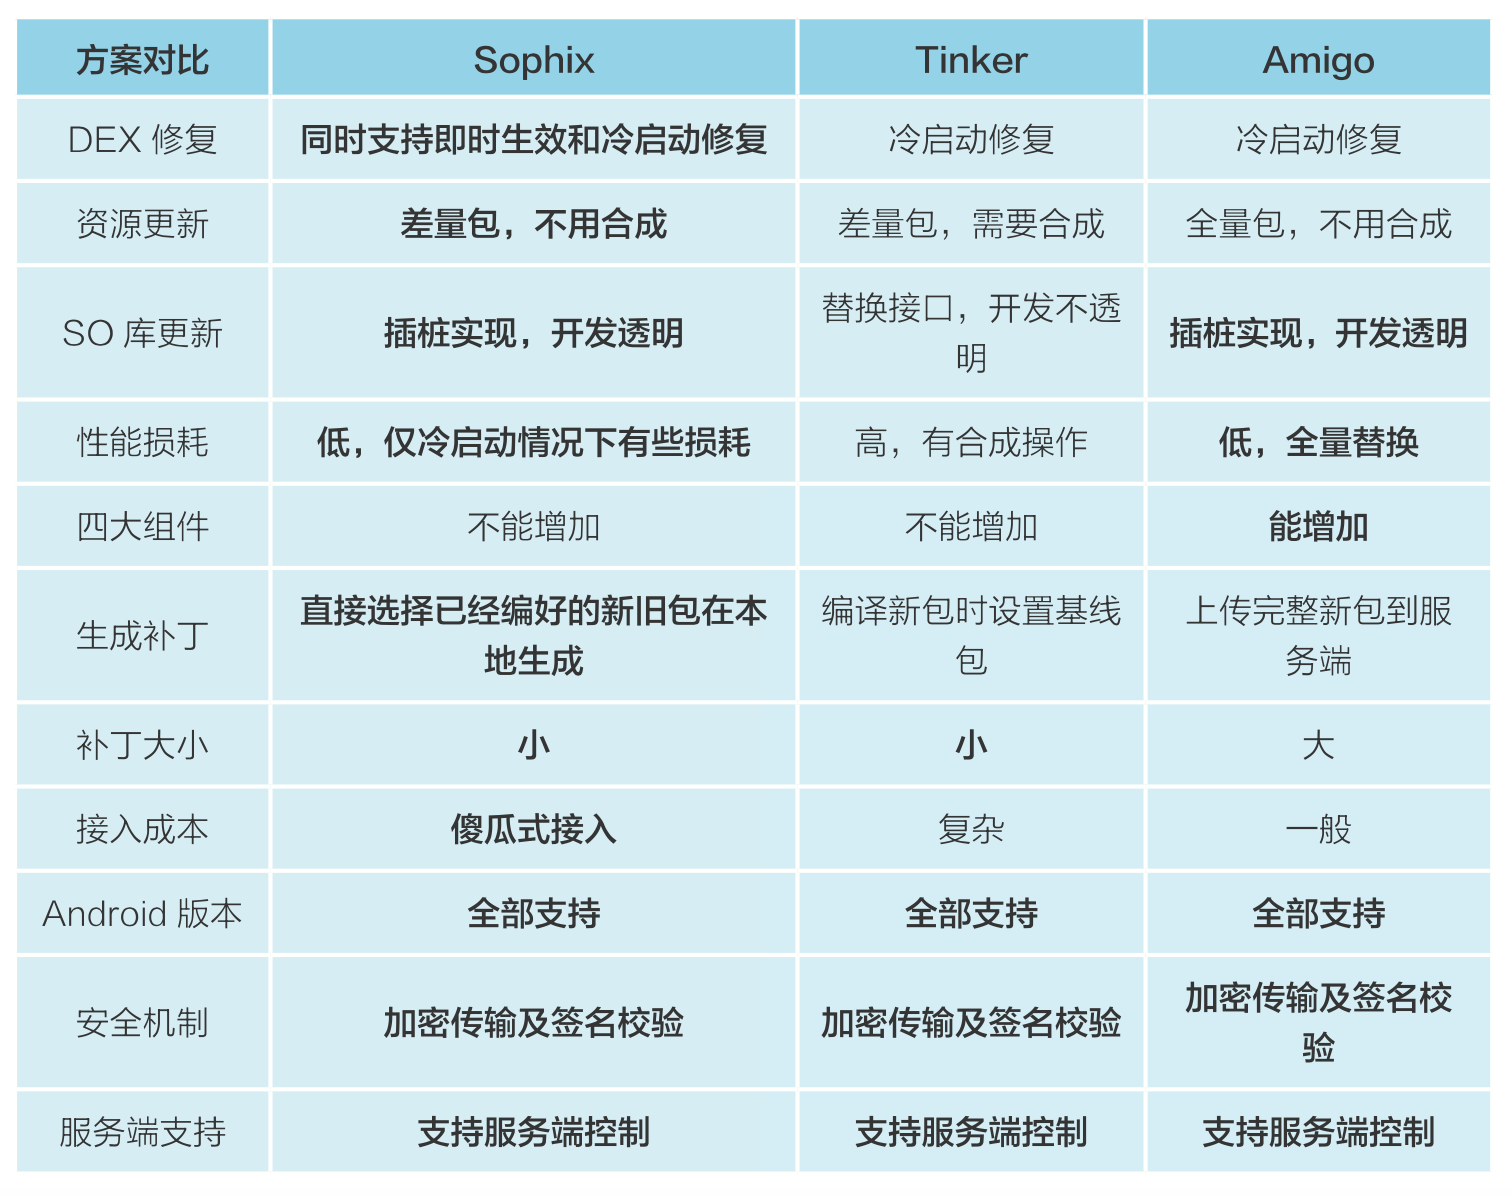 方案对比 Sophix Tinker Amigo
DEX 修复 同时支持即时生效和冷启动修复 冷启动修复 冷启动修复
资源更新 差量包，不用合成 差量包，需要合成 全量包，不用合成
SO 库更新 插桩实现，开发透明 替换接口，开发不透
明 插桩实现，开发透明
性能损耗 低，仅冷启动情况下有些损耗 高，有合成操作 低，全量替换
四大组件 不能增加 不能增加 能增加
生成补丁 直接选择已经编好的新旧包在本
地生成 编译新包时设置基线
包 上传完整新包到服
务端
补丁大小 小 小 大
接入成本 傻瓜式接入 复杂 一般
Android 版本 全部支持 全部支持 全部支持
安全机制 加密传输及签名校验 加密传输及签名校验 加密传输及签名校
验
服务端支持 支持服务端控制 支持服务端控制 支持服务端控制